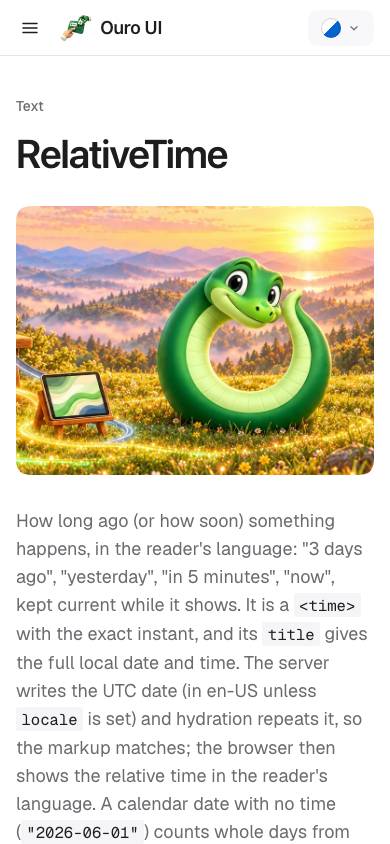 Ouro UI
Text
RelativeTime
How long ago (or how soon) something
happens, in the reader's language: "3 days
ago", "yesterday", "in 5 minutes", "now",
kept current while it shows. It is a <time>
with the exact instant, and its title gives
the full local date and time. The server
writes the UTC date (in en-US unless
locale is set) and hydration repeats it, so
the markup matches; the browser then
shows the relative time in the reader's
language. A calendar date with no time
("2026-06-01") counts whole days from